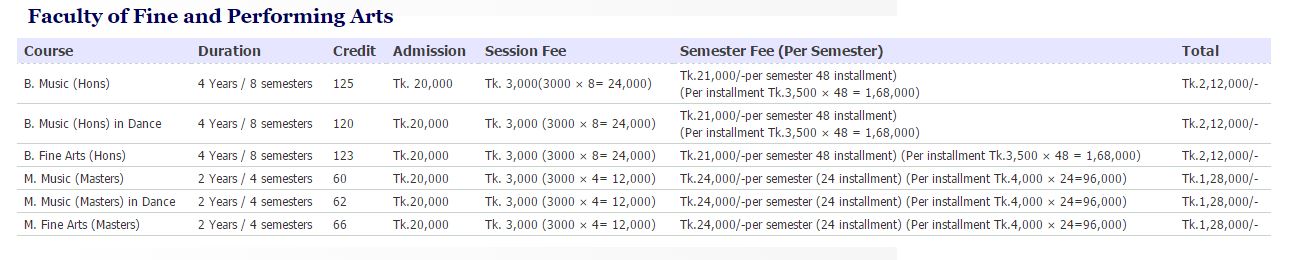 Faculty of Fine and Performing Arts
Course Duration Credit Admission Session Fee Semester Fee (Per Semester) Total
B. Music (Hons) 4 Years / 8 semesters 125 Tk. 20,000 Tk. 3,000(3000 × 8= 24,000) Tk.21,000/-per semester 48 installment) Tk.2,12,000/-
(Per installment Tk.3,500 × 48 = 1,68,000)
B. Music (Hons) in Dance 4 Years / 8 semesters 120 Tk.20,000 Tk. 3,000 (3000 × 8= 24,000) Tk.21,000/-per semester 48 installment) Tk.2,12,000/-
(Per installment Tk.3,500 × 48 = 1,68,000)
B. Fine Arts (Hons) 4 Years / 8 semesters 123 Tk.20,000 Tk. 3,000 (3000 × 8= 24,000) Tk.21,000/-per semester 48 installment) (Per installment Tk.3,500 × 48 = 1,68,000) Tk.2,12,000/-
M. Music (Masters) 2 Years / 4 semesters 60 Tk.20,000 Tk. 3,000 (3000 × 4= 12,000) Tk.24,000/-per semester (24 installment) (Per installment Tk.4,000 × 24=96,000) Tk.1,28,000/-
M. Music (Masters) in Dance 2 Years / 4 semesters 62 Tk.20,000 Tk. 3,000 (3000 × 4= 12,000) Tk.24,000/-per semester (24 installment) (Per installment Tk.4,000 × 24=96,000) Tk.1,28,000/-
M. Fine Arts (Masters) 2 Years / 4 semesters 66 Tk.20,000 Tk. 3,000 (3000 × 4= 12,000) Tk.24,000/-per semester (24 installment) (Per installment Tk.4,000 × 24=96,000) Tk.1,28,000/-